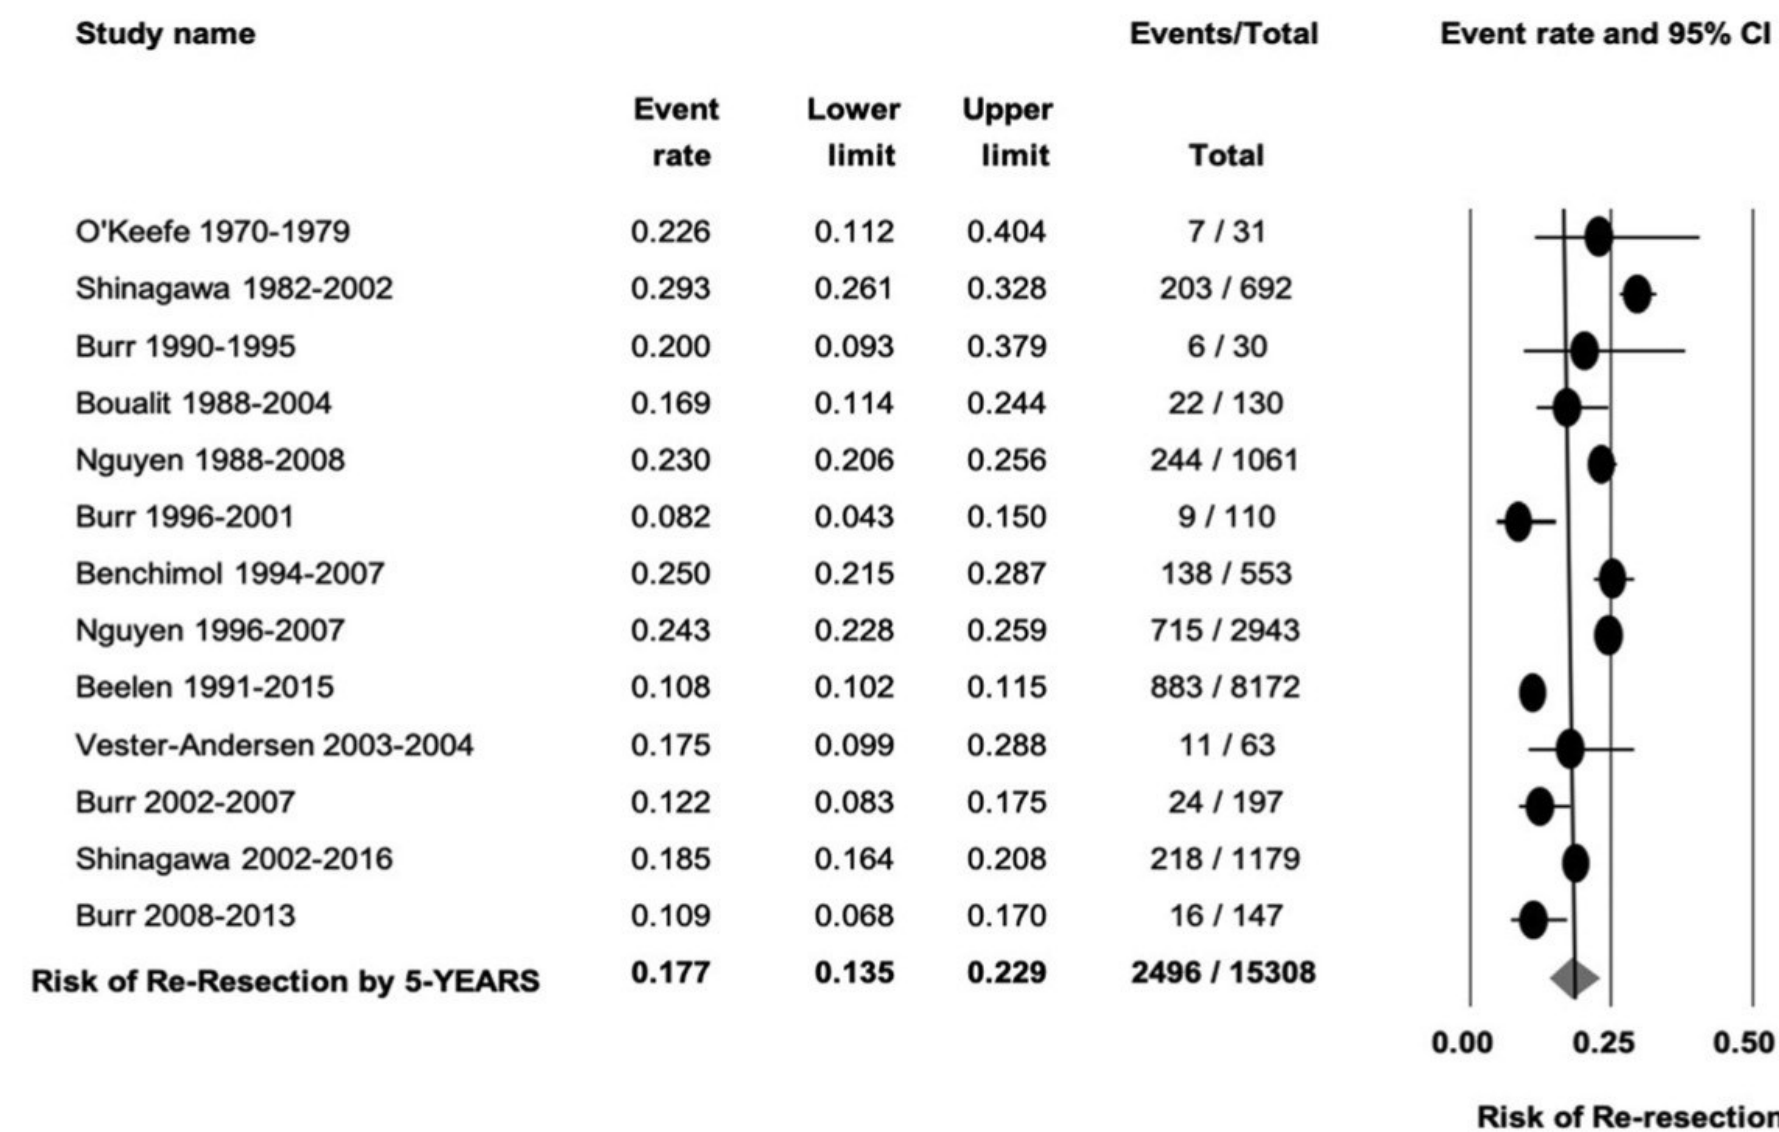 Study name Events/Total Event rate and 95% CI
Event Lower Upper
rate limit limit Total
O'Keefe 1970-1979 0.226 0.112 0.404 7 / 31
Shinagawa 1982-2002 0.293 0.261 0.328 203 / 692
Burr 1990-1995 0.200 0.093 0.379 6 / 30
Boualit 1988-2004 0.169 0.114 0.244 22 / 130
Nguyen 1988-2008 0.230 0.206 0.256 244 / 1061
Burr 1996-2001 0.082 0.043 0.150 9 / 110
Benchimol 1994-2007 0.250 0.215 0.287 138 / 553
Nguyen 1996-2007 0.243 0.228 0.259 715 / 2943
Beelen 1991-2015 0.108 0.102 0.115 883 / 8172
Vester-Andersen 2003-2004 0.175 0.099 0.288 11 / 63
Burr 2002-2007 0.122 0.083 0.175 24 / 197
Shinagawa 2002-2016 0.185 0.164 0.208 218 / 1179
Burr 2008-2013 0.109 0.068 0.170 16 / 147
Risk of Re-Resection by 5-YEARS 0.177 0.135 0.229 2496 / 15308
0.00 0.25 0.50
Risk of Re-resection